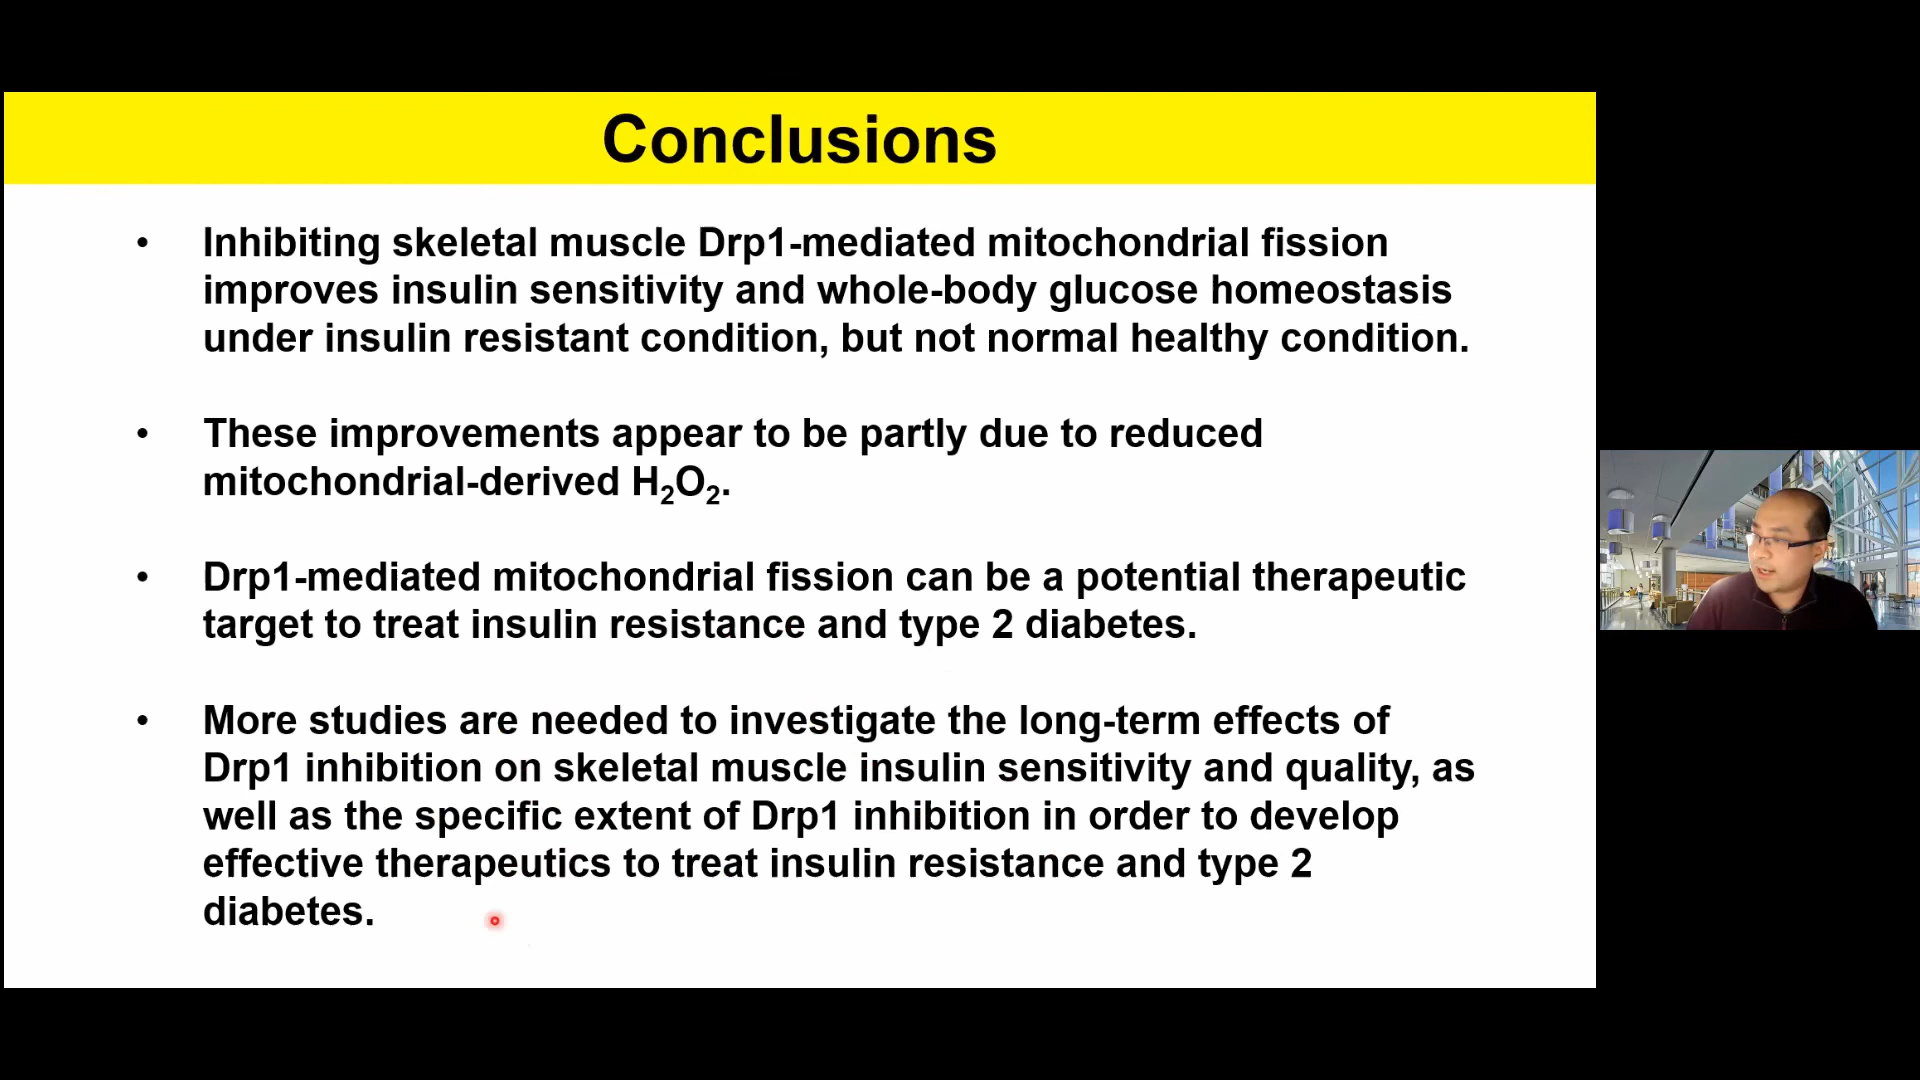 Conclusions
• Inhibiting skeletal muscle Drp1-mediated mitochondrial fission
improves insulin sensitivity and whole-body glucose homeostasis
under insulin resistant condition, but not normal healthy condition.
• These improvements appear to be partly due to reduced
mitochondrial-derived H₂O₂.
• Drp1-mediated mitochondrial fission can be a potential therapeutic
target to treat insulin resistance and type 2 diabetes.
• More studies are needed to investigate the long-term effects of
Drp1 inhibition on skeletal muscle insulin sensitivity and quality, as
well as the specific extent of Drp1 inhibition in order to develop
effective therapeutics to treat insulin resistance and type 2
diabetes.